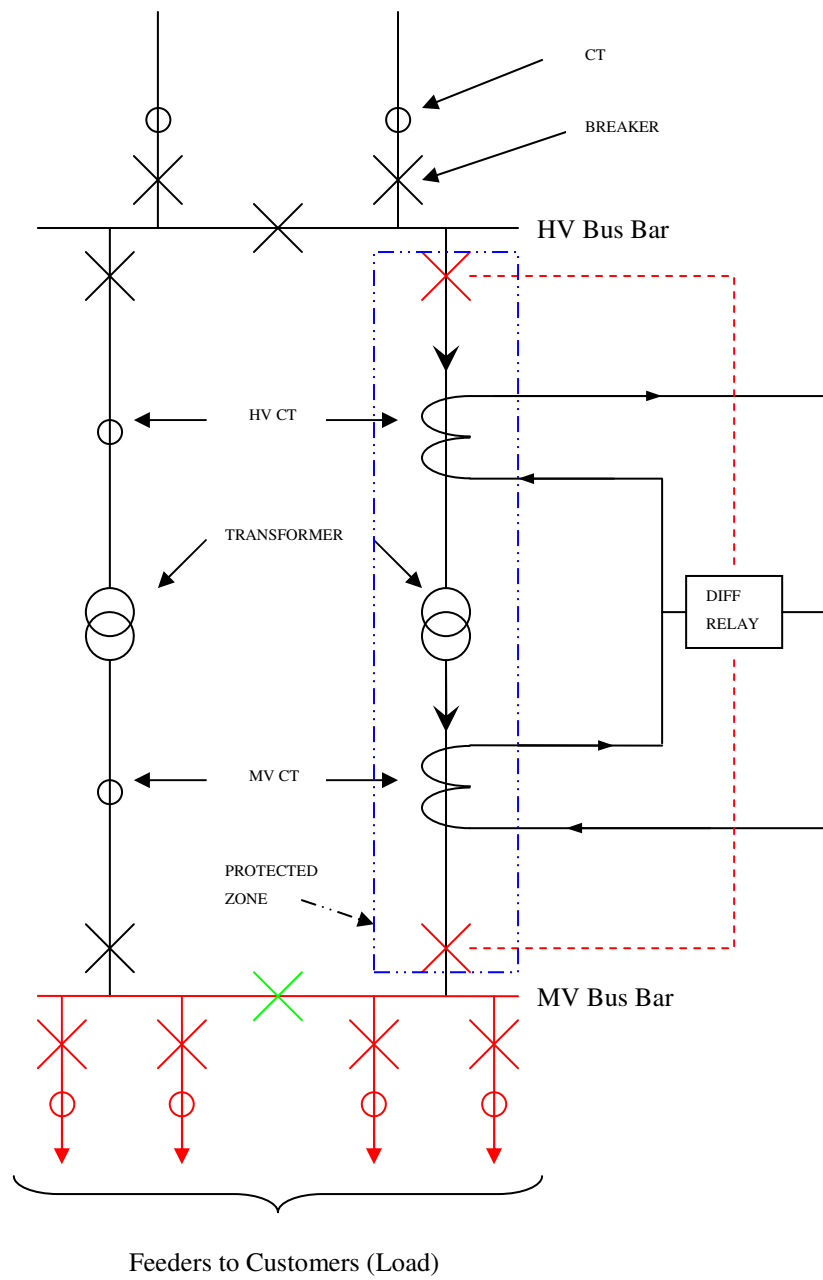 CT
BREAKER
HV Bus Bar
HV CT
TRANSFORMER
DIFF
RELAY
MV CT
PROTECTED
ZONE
MV Bus Bar
Feeders to Customers (Load)